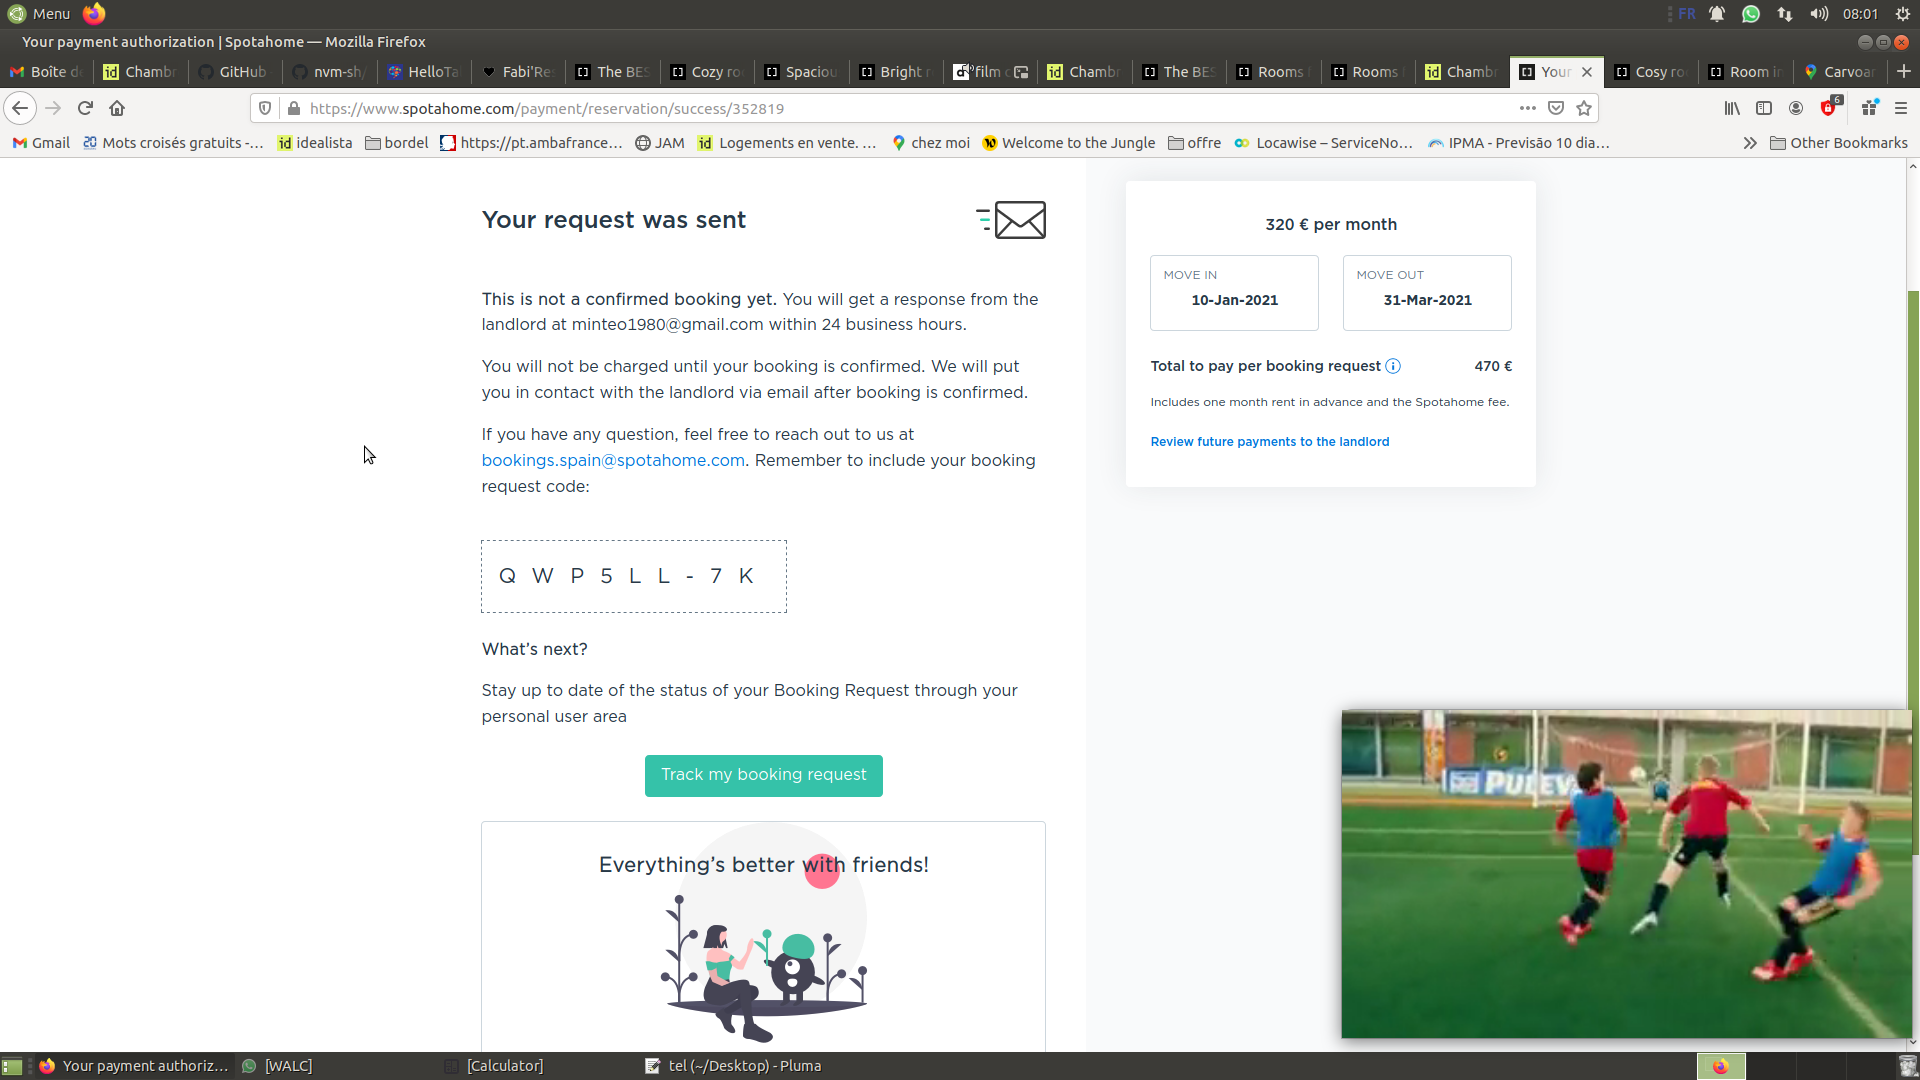 Menu
FR
08:01
Your payment authorization | Spotahome — Mozilla Firefox
Boîte d
Chambr
GitHub
nvm-sh/
HelloTa
Fabi'Re
The BES
Cozy ro
Spaciou
Bright r
film c
Chambr
The BES
Rooms
Rooms
Chambr
Your
Cosy ro
Room in
Carvoar
https://www.spotahome.com/payment/reservation/success/352819
6
Gmail
20 Mots croisés gratuits -...
id idealista
bordel
https://pt.ambafrance...
JAM
id Logements en vente. ...
chez moi
Welcome to the Jungle
offre
Locawise – ServiceNo...
IPMA - Previsão 10 dia...
Other Bookmarks
Your request was sent
This is not a confirmed booking yet. You will get a response from the
landlord at minteo1980@gmail.com within 24 business hours.
You will not be charged until your booking is confirmed. We will put
you in contact with the landlord via email after booking is confirmed.
If you have any question, feel free to reach out to us at
bookings.spain@spotahome.com. Remember to include your booking
request code:
QWP5LL-7K
What's next?
Stay up to date of the status of your Booking Request through your
personal user area
Track my booking request
Everything's better with friends!
320 € per month
MOVE IN
10-Jan-2021
MOVE OUT
31-Mar-2021
Total to pay per booking request
470 €
Includes one month rent in advance and the Spotahome fee.
Review future payments to the landlord
PULEV
Your payment authoriz...
[WALC]
[Calculator]
tel (~/Desktop) - Pluma